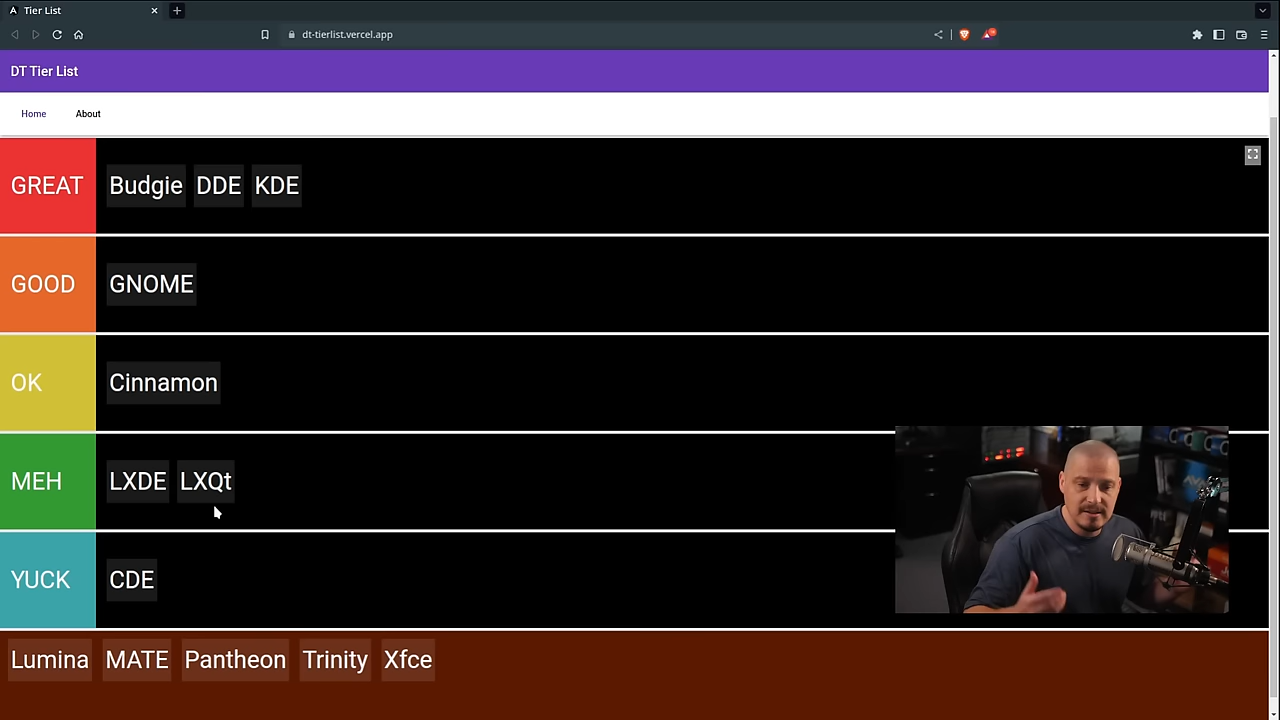 Tier List
dt-tierlist.vercel.app
DT Tier List
Home About
GREAT Budgie DDE KDE
GOOD GNOME
OK Cinnamon
MEH LXDE LXQt
YUCK CDE
Lumina MATE Pantheon Trinity Xfce